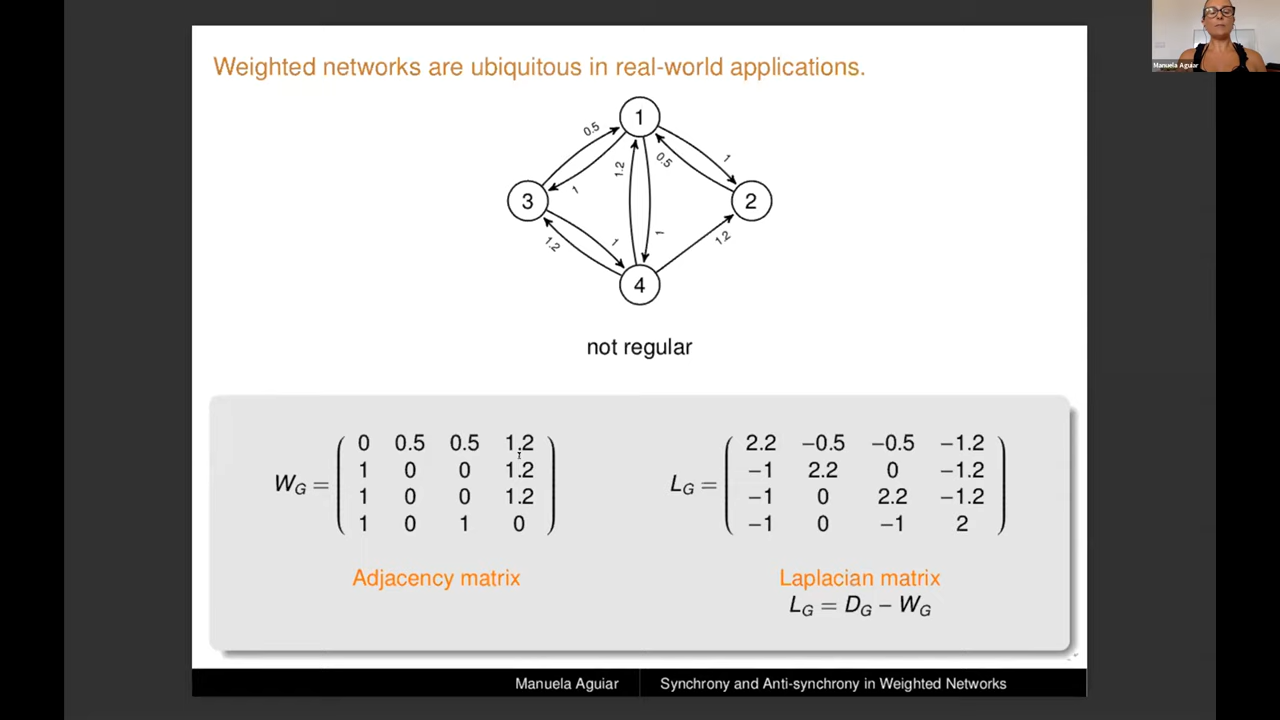 Manuela Aguiar
Weighted networks are ubiquitous in real-world applications.
1
0.5
1
1.2
0.5
1
3
2
1.2
1
1
1.2
4
not regular
W_G = ( 0 0.5 0.5 1.2
1 0 0 1.2
1 0 0 1.2
1 0 1 0 )
Adjacency matrix
L_G = ( 2.2 −0.5 −0.5 −1.2
−1 2.2 0 −1.2
−1 0 2.2 −1.2
−1 0 −1 2 )
Laplacian matrix
L_G = D_G − W_G
Manuela Aguiar
Synchrony and Anti-synchrony in Weighted Networks